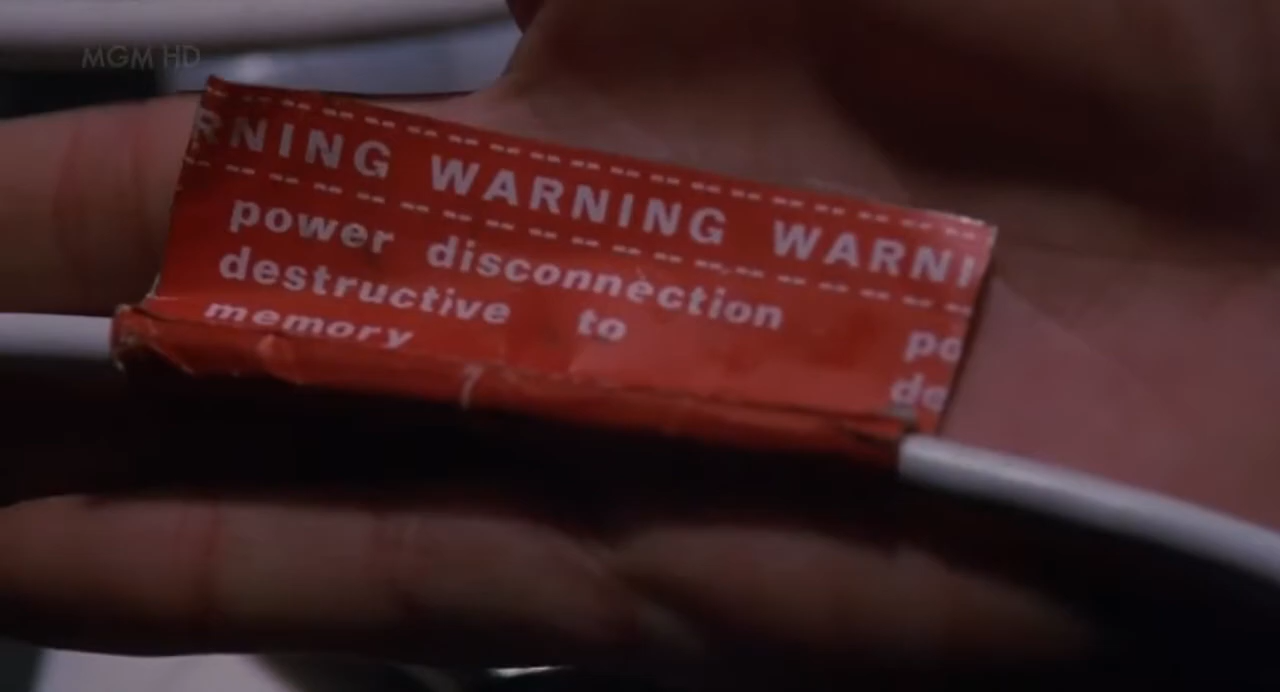 MGM HD
RNING WARNING WARNI
power disconnection
destructive to po
memory de